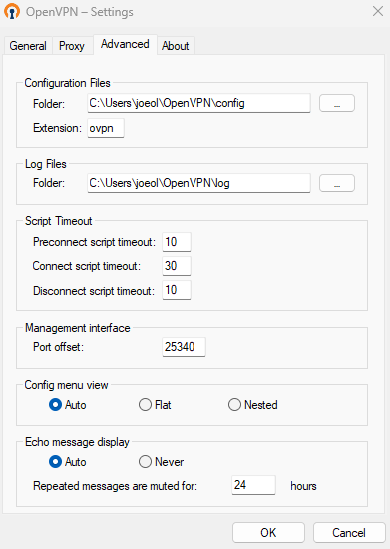 OpenVPN – Settings
General Proxy Advanced About
Configuration Files
Folder: C:\Users\joeol\OpenVPN\config ...
Extension: ovpn
Log Files
Folder: C:\Users\joeol\OpenVPN\log ...
Script Timeout
Preconnect script timeout: 10
Connect script timeout: 30
Disconnect script timeout: 10
Management interface
Port offset: 25340
Config menu view
Auto Flat Nested
Echo message display
Auto Never
Repeated messages are muted for: 24 hours
OK Cancel